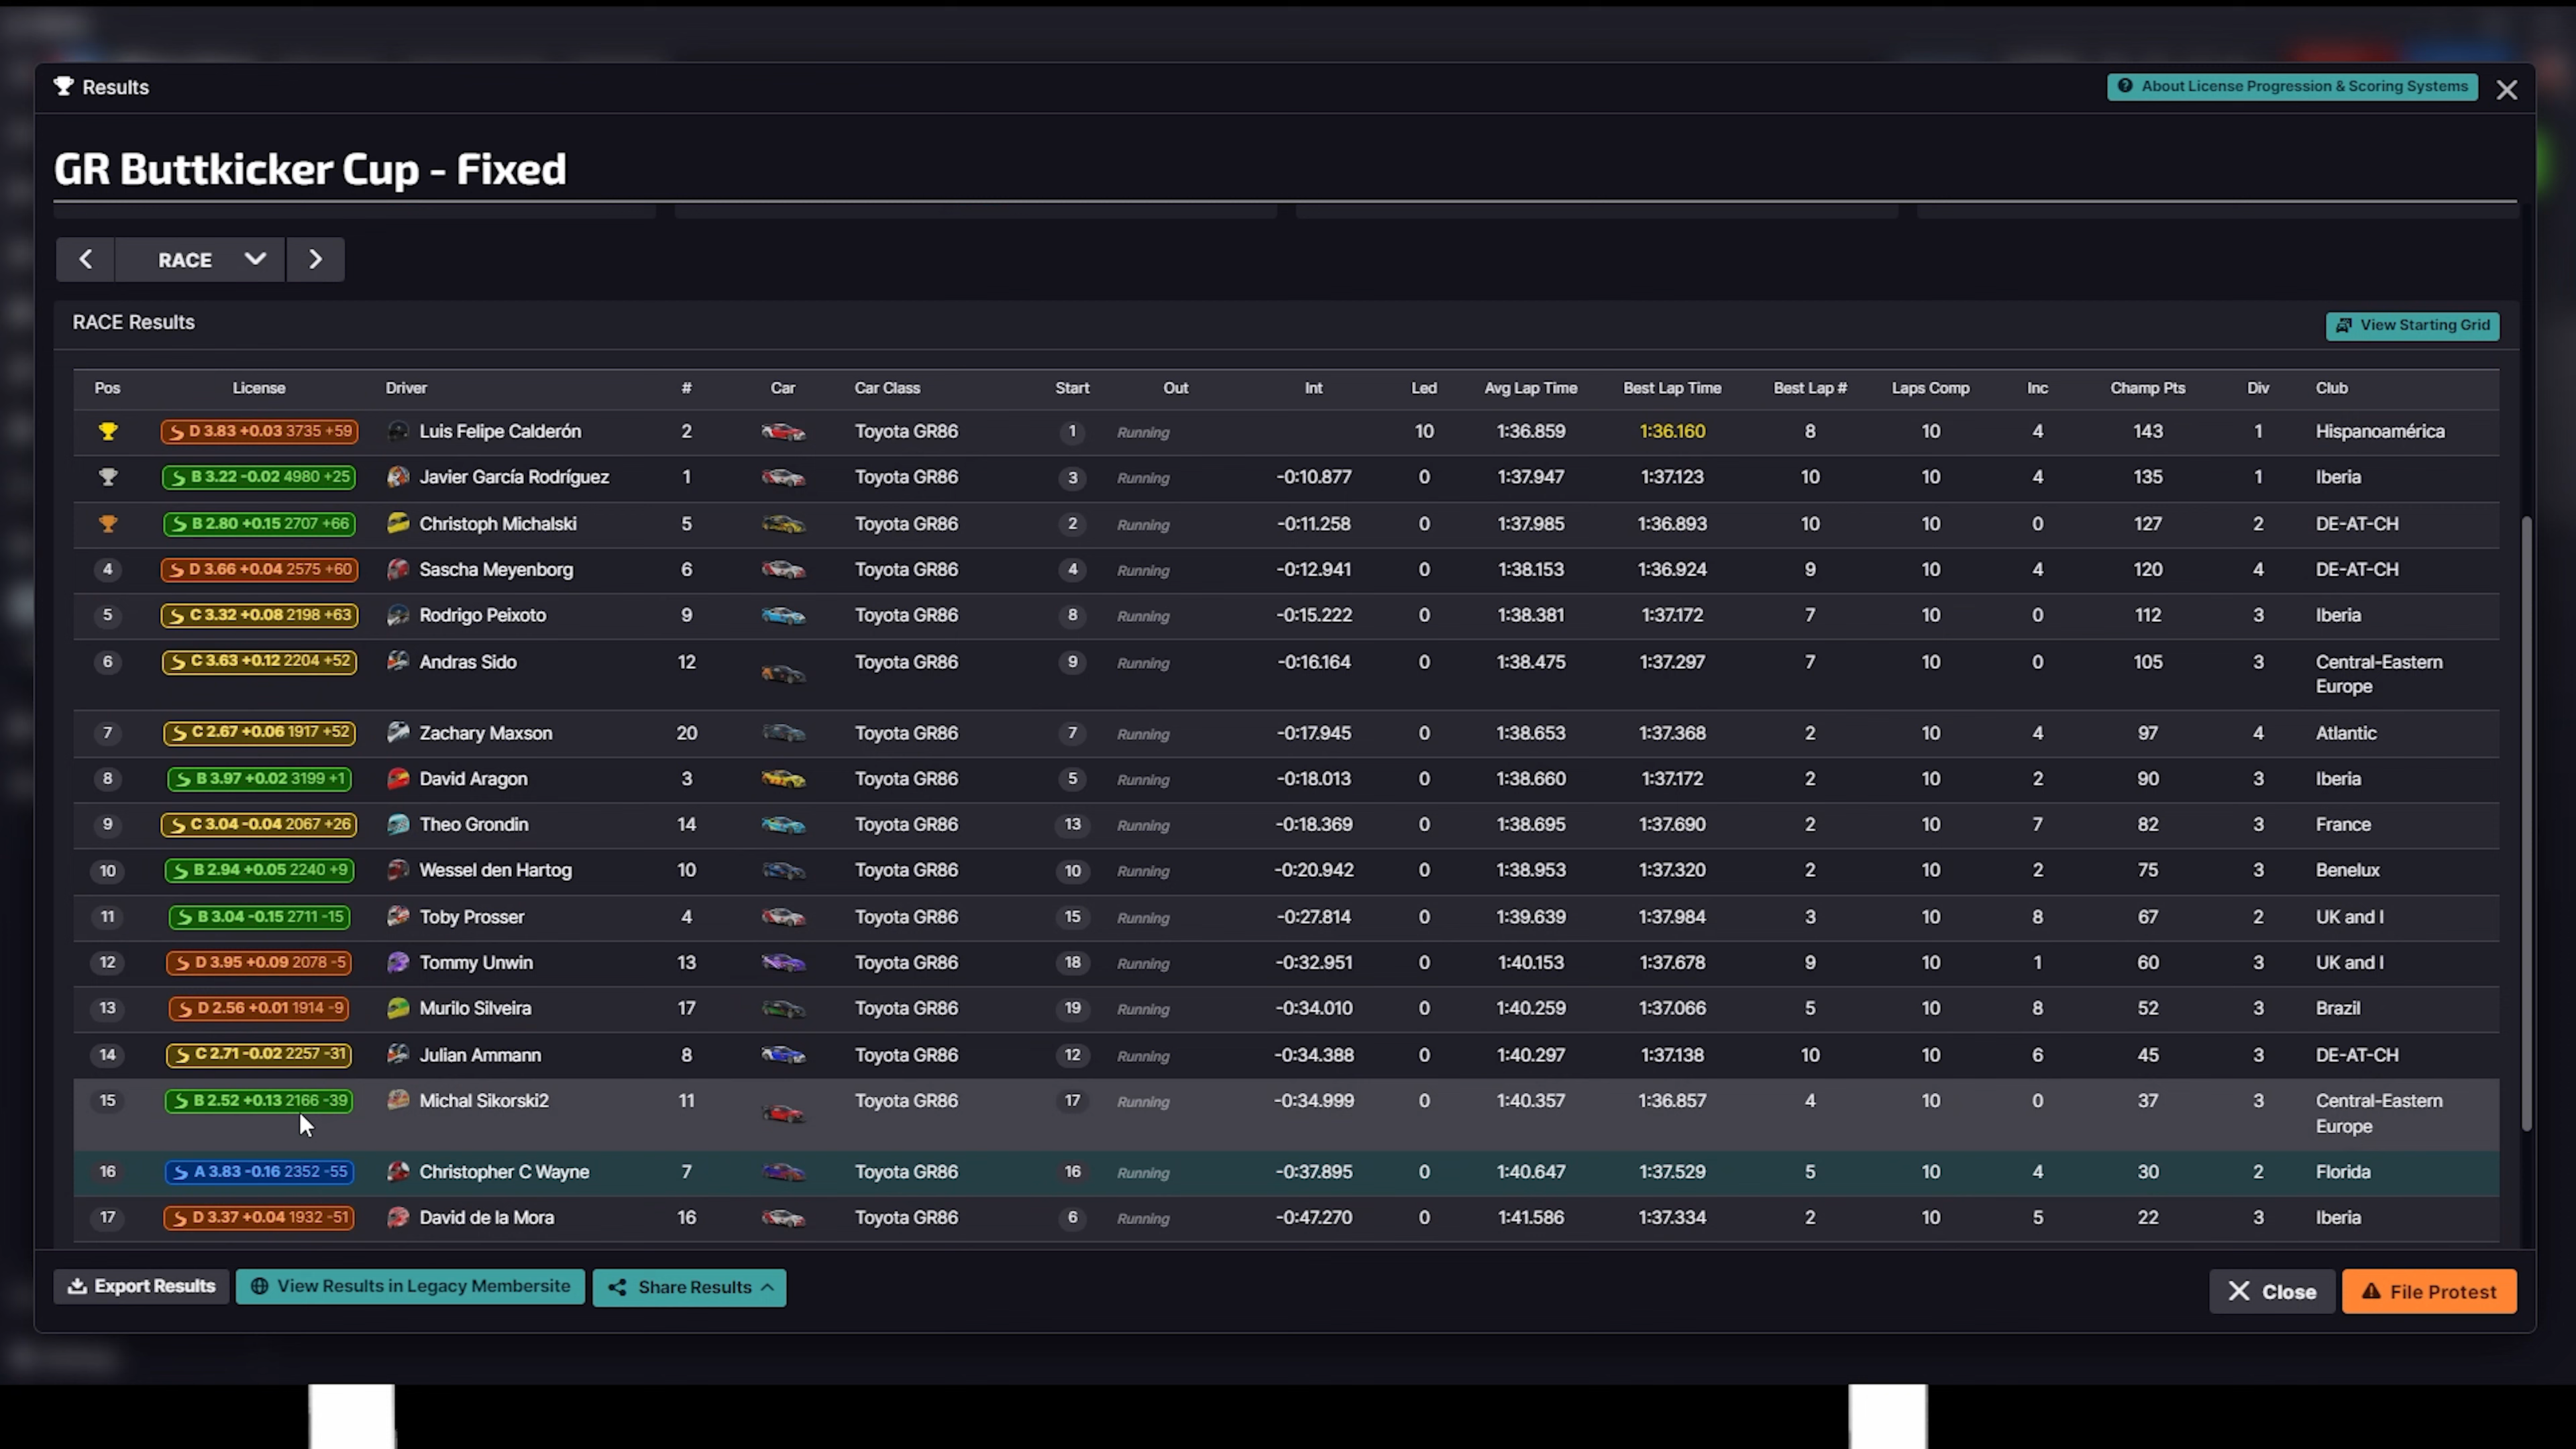 Results
About License Progression & Scoring Systems
GR Buttkicker Cup - Fixed
RACE
RACE Results
View Starting Grid
Pos License Driver # Car Car Class Start Out Int Led Avg Lap Time Best Lap Time Best Lap # Laps Comp Inc Champ Pts Div Club
D 3.83 +0.03 3735 +59 Luis Felipe Calderón 2 Toyota GR86 1 Running 10 1:36.859 1:36.160 8 10 4 143 1 Hispanoamérica
B 3.22 -0.02 4980 +25 Javier García Rodríguez 1 Toyota GR86 3 Running -0:10.877 0 1:37.947 1:37.123 10 10 4 135 1 Iberia
B 2.80 +0.15 2707 +66 Christoph Michalski 5 Toyota GR86 2 Running -0:11.258 0 1:37.985 1:36.893 10 10 0 127 2 DE-AT-CH
4 D 3.66 +0.04 2575 +60 Sascha Meyenborg 6 Toyota GR86 4 Running -0:12.941 0 1:38.153 1:36.924 9 10 4 120 4 DE-AT-CH
5 C 3.32 +0.08 2198 +63 Rodrigo Peixoto 9 Toyota GR86 8 Running -0:15.222 0 1:38.381 1:37.172 7 10 0 112 3 Iberia
6 C 3.63 +0.12 2204 +52 Andras Sido 12 Toyota GR86 9 Running -0:16.164 0 1:38.475 1:37.297 7 10 0 105 3 Central-Eastern
Europe
7 C 2.67 +0.06 1917 +52 Zachary Maxson 20 Toyota GR86 7 Running -0:17.945 0 1:38.653 1:37.368 2 10 4 97 4 Atlantic
8 B 3.97 +0.02 3199 +1 David Aragon 3 Toyota GR86 5 Running -0:18.013 0 1:38.660 1:37.172 2 10 2 90 3 Iberia
9 C 3.04 -0.04 2067 +26 Theo Grondin 14 Toyota GR86 13 Running -0:18.369 0 1:38.695 1:37.690 2 10 7 82 3 France
10 B 2.94 +0.05 2240 +9 Wessel den Hartog 10 Toyota GR86 10 Running -0:20.942 0 1:38.953 1:37.320 2 10 2 75 3 Benelux
11 B 3.04 -0.15 2711 -15 Toby Prosser 4 Toyota GR86 15 Running -0:27.814 0 1:39.639 1:37.984 3 10 8 67 2 UK and I
12 D 3.95 +0.09 2078 -5 Tommy Unwin 13 Toyota GR86 18 Running -0:32.951 0 1:40.153 1:37.678 9 10 1 60 3 UK and I
13 D 2.56 +0.01 1914 -9 Murilo Silveira 17 Toyota GR86 19 Running -0:34.010 0 1:40.259 1:37.066 5 10 8 52 3 Brazil
14 C 2.71 -0.02 2257 -31 Julian Ammann 8 Toyota GR86 12 Running -0:34.388 0 1:40.297 1:37.138 10 10 6 45 3 DE-AT-CH
15 B 2.52 +0.13 2166 -39 Michal Sikorski2 11 Toyota GR86 17 Running -0:34.999 0 1:40.357 1:36.857 4 10 0 37 3 Central-Eastern
Europe
16 A 3.83 -0.16 2352 -55 Christopher C Wayne 7 Toyota GR86 16 Running -0:37.895 0 1:40.647 1:37.529 5 10 4 30 2 Florida
17 D 3.37 +0.04 1932 -51 David de la Mora 16 Toyota GR86 6 Running -0:47.270 0 1:41.586 1:37.334 2 10 5 22 3 Iberia
Export Results
View Results in Legacy Membersite
Share Results
Close
File Protest